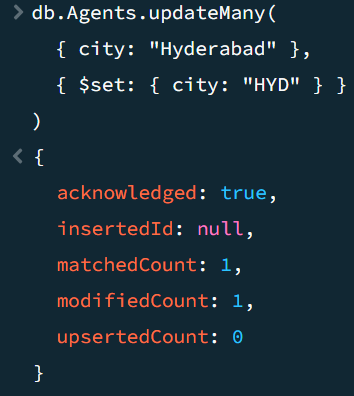 > db.Agents.updateMany(
{ city: "Hyderabad" },
{ $set: { city: "HYD" } }
)
< {
acknowledged: true,
insertedId: null,
matchedCount: 1,
modifiedCount: 1,
upsertedCount: 0
}